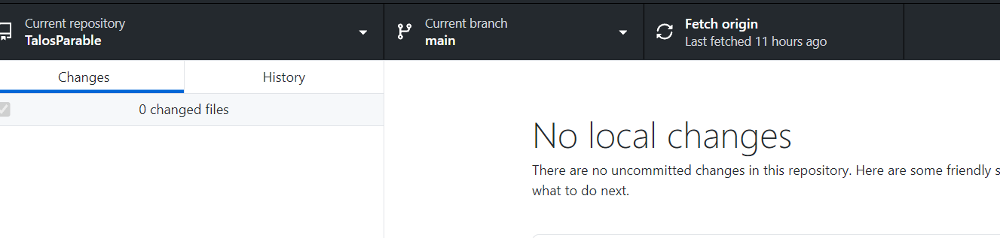 Current repository
TalosParable
Current branch
main
Fetch origin
Last fetched 11 hours ago
Changes
History
0 changed files
No local changes
There are no uncommitted changes in this repository. Here are some friendly
what to do next.